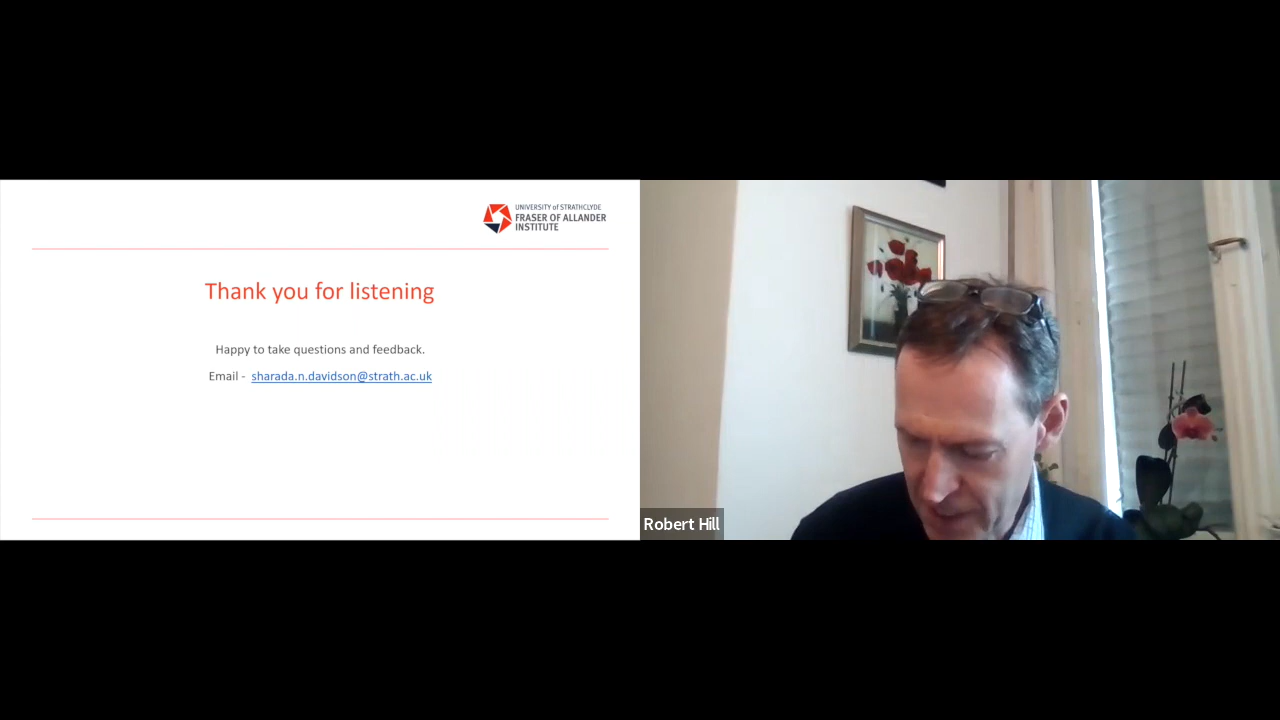 UNIVERSITY of STRATHCLYDE
FRASER OF ALLANDER
INSTITUTE
Thank you for listening
Happy to take questions and feedback.
Email - sharada.n.davidson@strath.ac.uk
Robert Hill